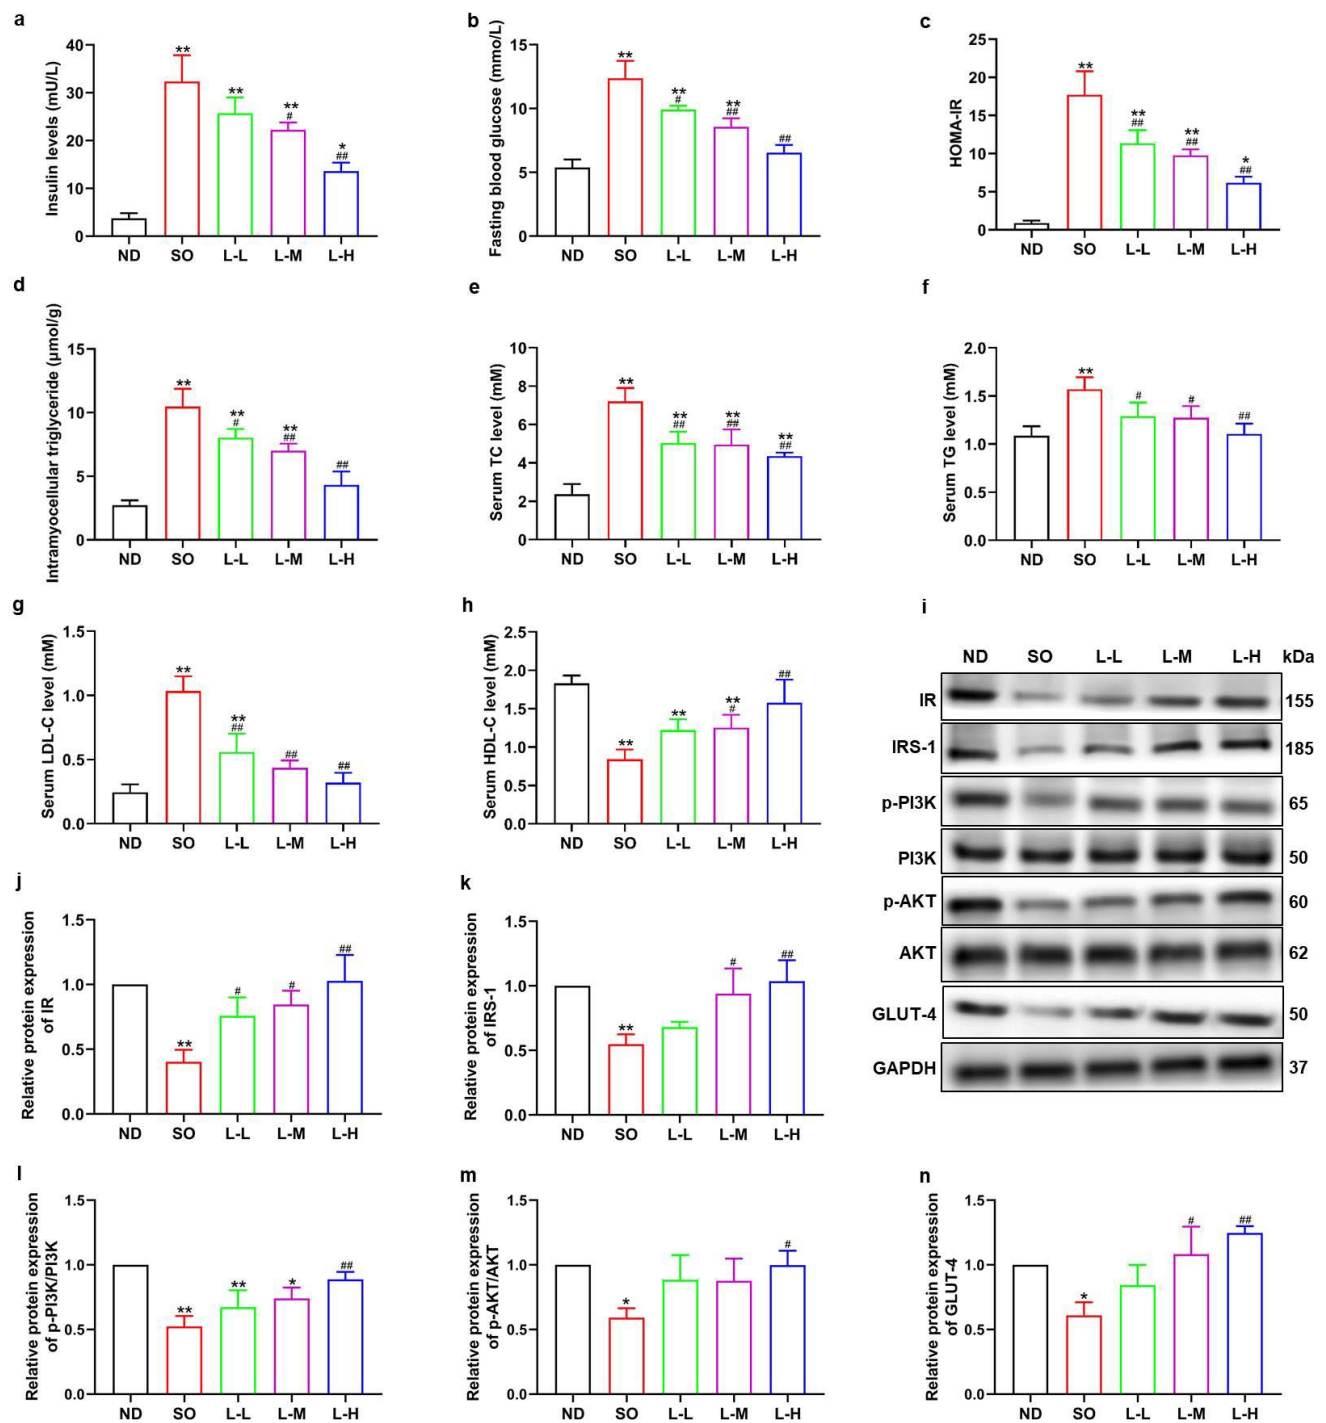 a
Insulin levels (mU/L)
40
30
20
10
0
**
**
**
#
*
##
ND SO L-L L-M L-H
b
Fasting blood glucose (mmo/L)
15
10
5
0
**
**
#
**
##
##
ND SO L-L L-M L-H
c
HOMA-IR
25
20
15
10
5
0
**
**
##
**
##
*
##
ND SO L-L L-M L-H
d
Intramyocellular triglyceride (μmol/g)
15
10
5
0
**
**
#
**
##
##
ND SO L-L L-M L-H
e
Serum TC level (mM)
10
8
6
4
2
0
**
**
##
**
##
**
##
ND SO L-L L-M L-H
f
Serum TG level (mM)
2.0
1.5
1.0
0.5
0.0
**
#
#
##
ND SO L-L L-M L-H
g
Serum LDL-C level (mM)
1.5
1.0
0.5
0.0
**
**
##
##
##
ND SO L-L L-M L-H
h
Serum HDL-C level (mM)
2.5
2.0
1.5
1.0
0.5
0.0
**
**
**
#
##
ND SO L-L L-M L-H
i
ND SO L-L L-M L-H kDa
IR 155
IRS-1 185
p-PI3K 65
PI3K 50
p-AKT 60
AKT 62
GLUT-4 50
GAPDH 37
j
Relative protein expression
of IR
1.5
1.0
0.5
0.0
**
#
#
##
ND SO L-L L-M L-H
k
Relative protein expression
of IRS-1
1.5
1.0
0.5
0.0
**
#
##
ND SO L-L L-M L-H
l
Relative protein expression
of p-PI3K/PI3K
1.5
1.0
0.5
0.0
**
**
*
##
ND SO L-L L-M L-H
m
Relative protein expression
of p-AKT/AKT
1.5
1.0
0.5
0.0
*
#
ND SO L-L L-M L-H
n
Relative protein expression
of GLUT-4
1.5
1.0
0.5
0.0
*
#
##
ND SO L-L L-M L-H